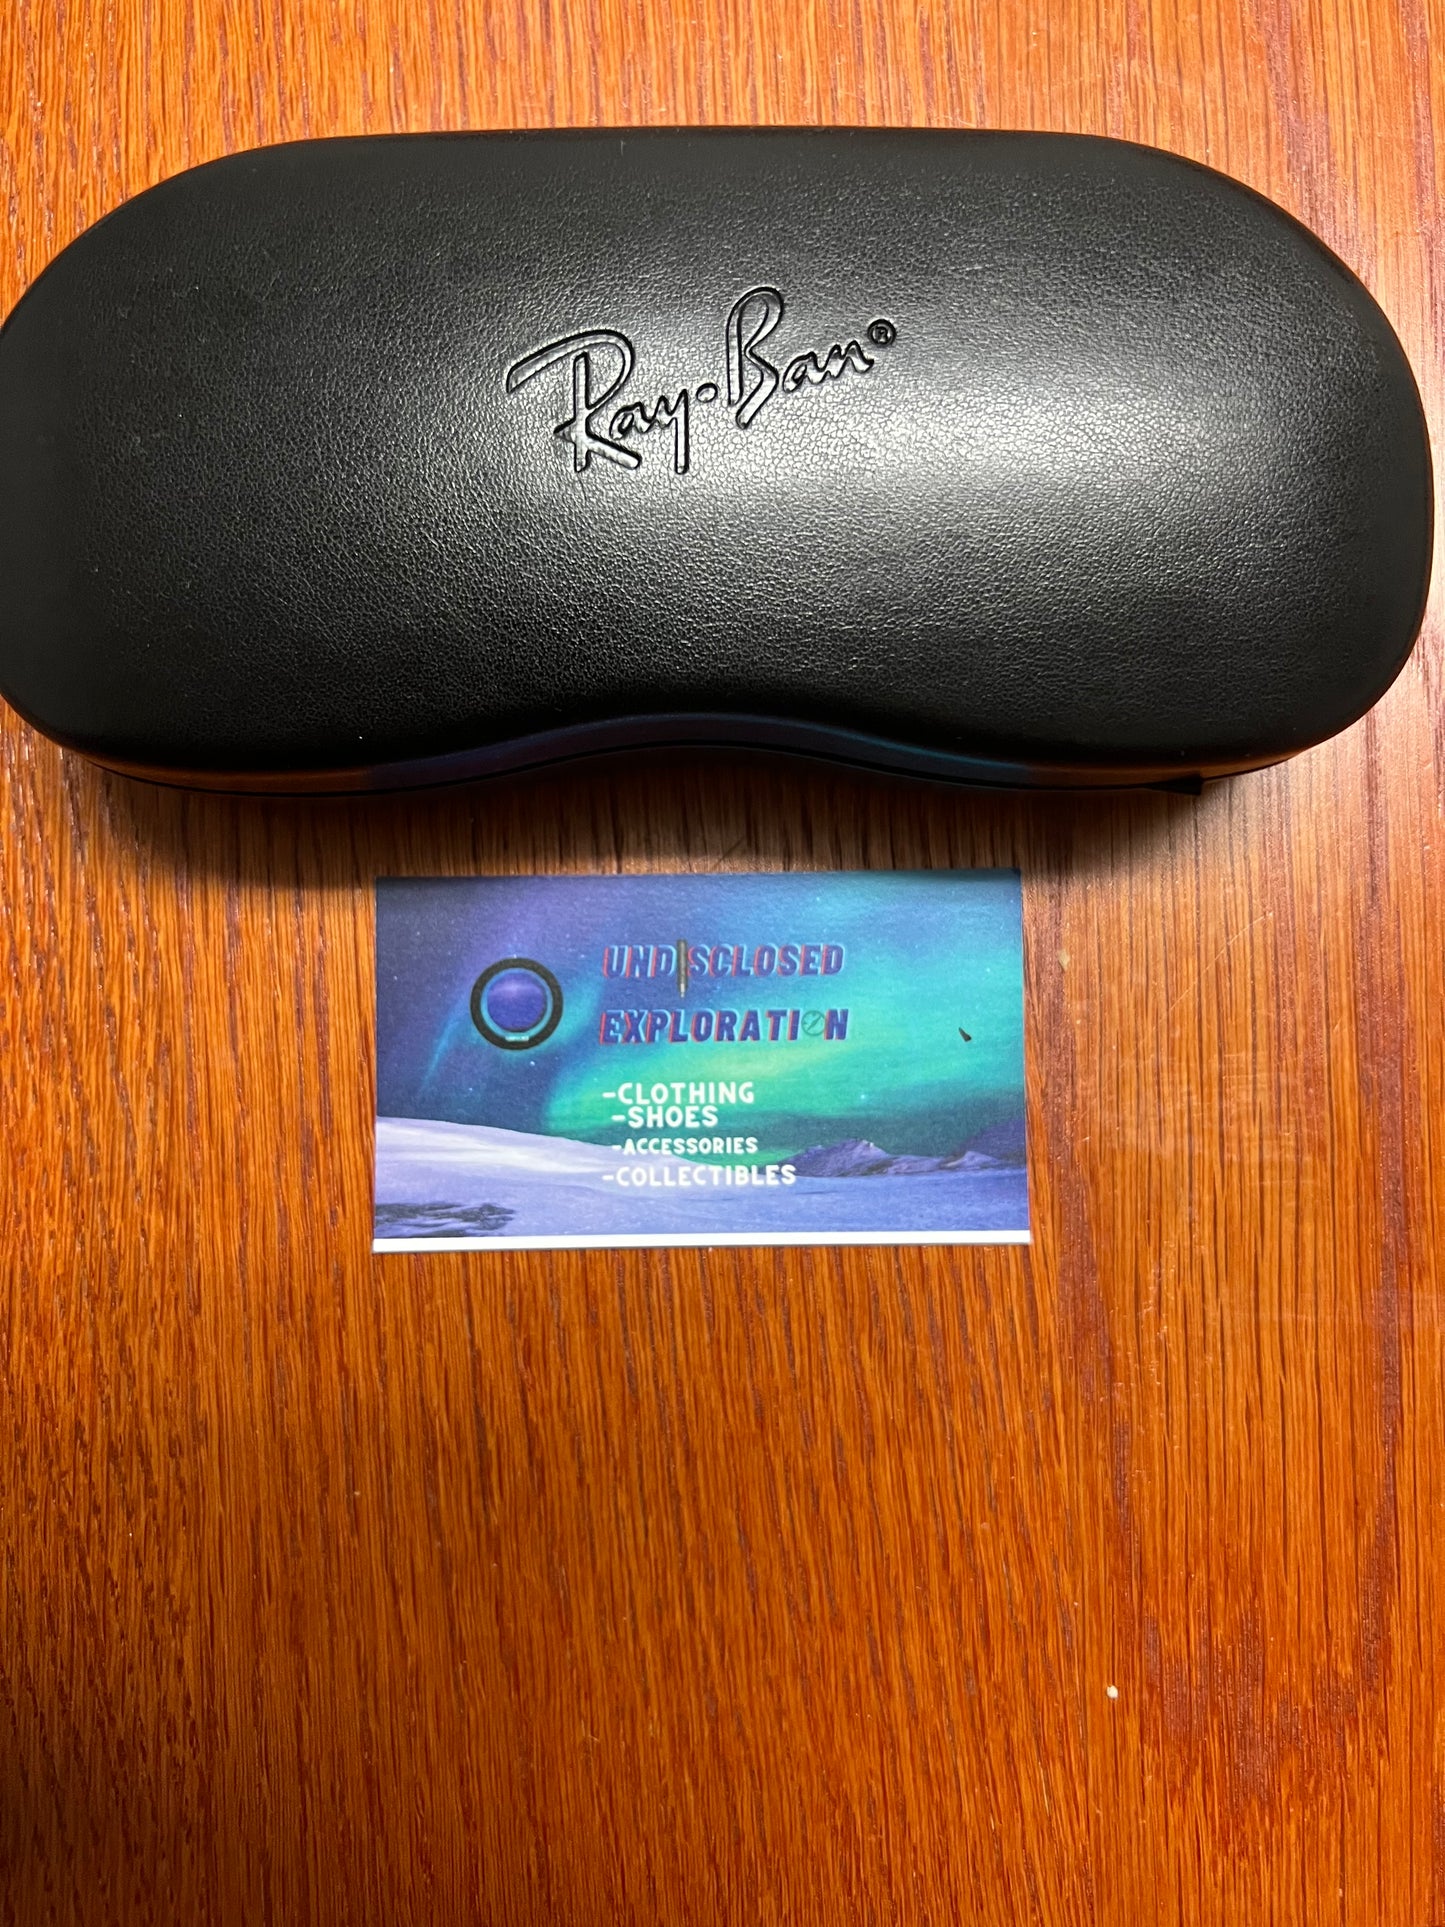 Ray-Ban®
UNDISCLOSED
EXPLORATION
-CLOTHING
-SHOES
-ACCESSORIES
-COLLECTIBLES